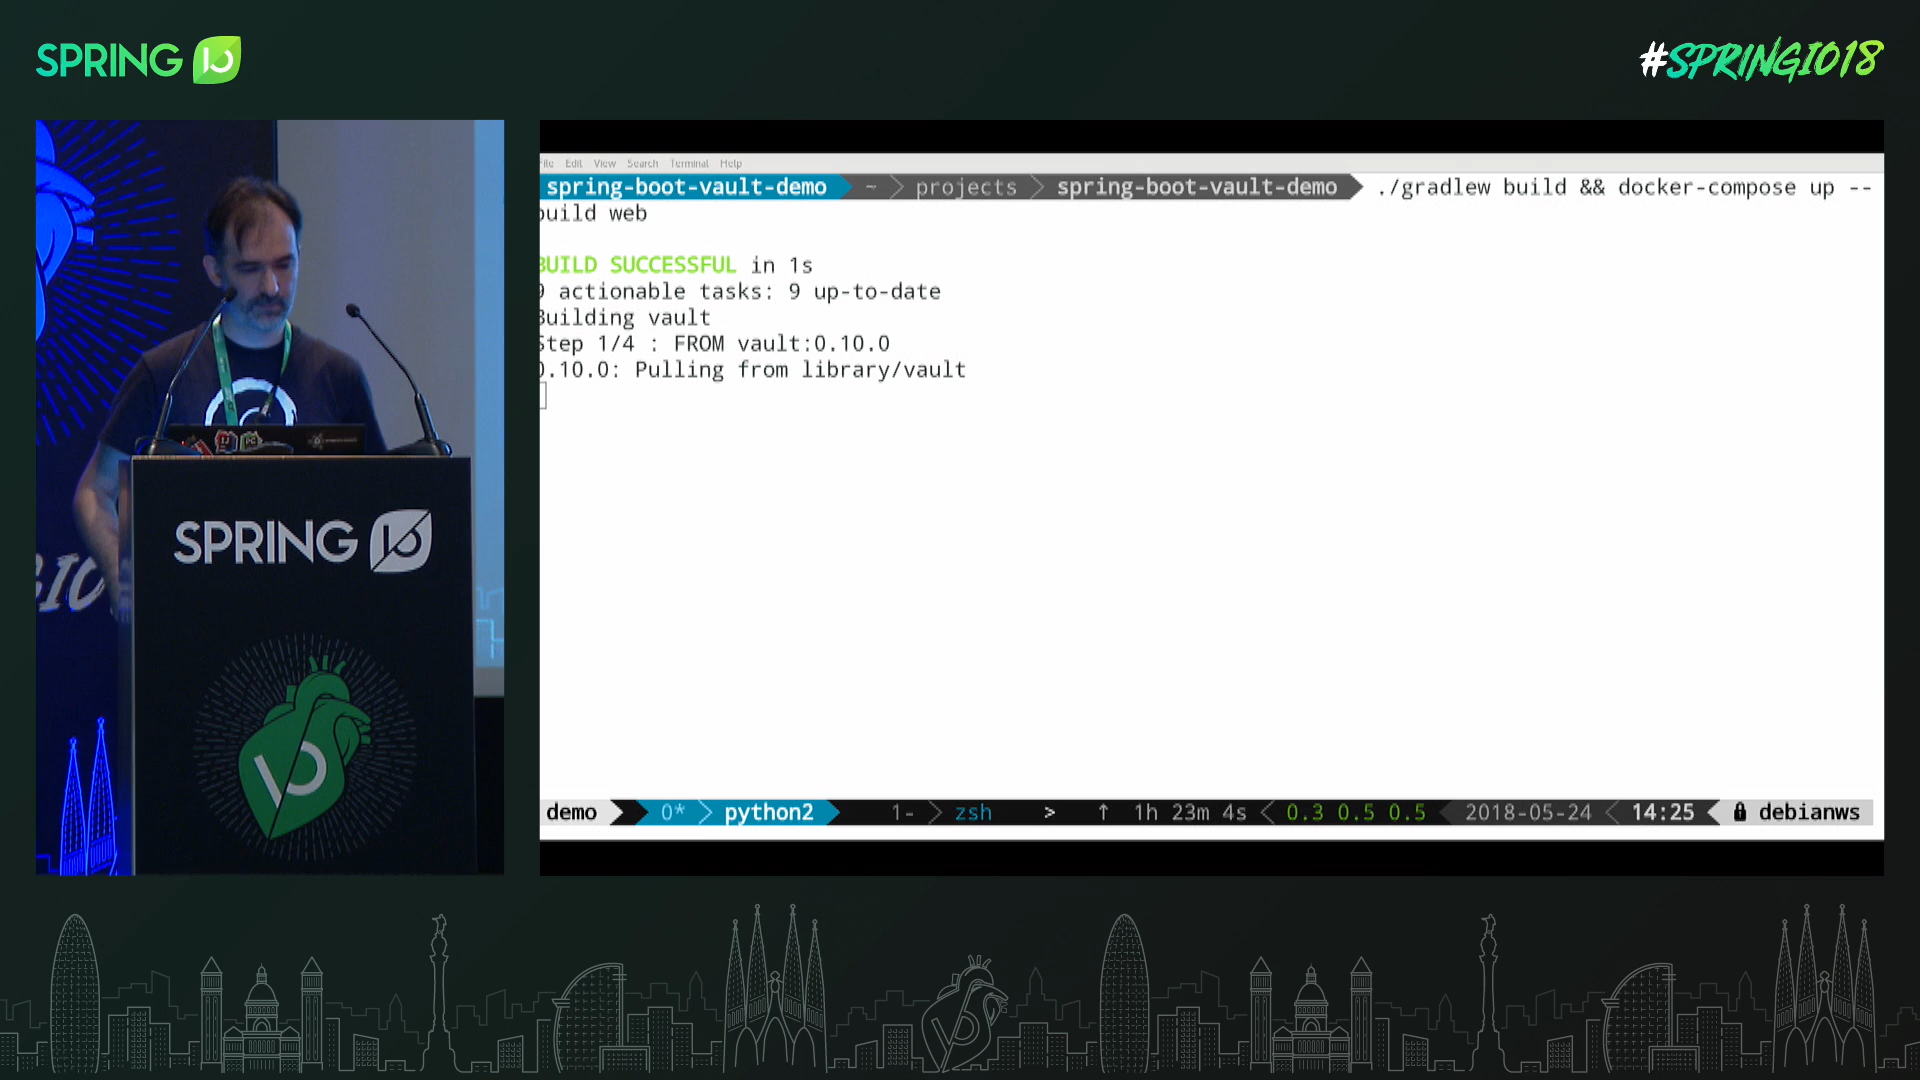 SPRING IO
#SPRINGIO18
File Edit View Search Terminal Help
spring-boot-vault-demo ~ projects spring-boot-vault-demo ./gradlew build && docker-compose up --
build web
BUILD SUCCESSFUL in 1s
9 actionable tasks: 9 up-to-date
Building vault
Step 1/4 : FROM vault:0.10.0
0.10.0: Pulling from library/vault
SPRING IO
demo 0* python2 1- zsh > ↑ 1h 23m 4s 0.3 0.5 0.5 2018-05-24 14:25 debianws